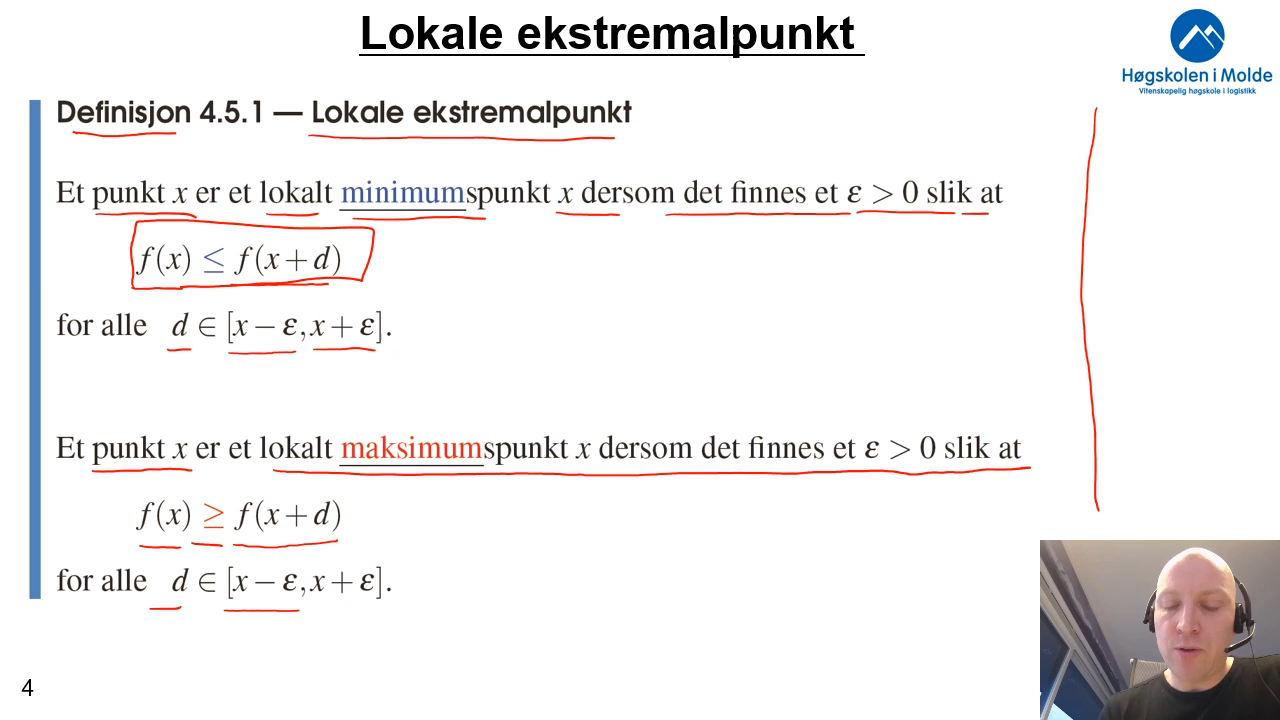 Lokale ekstremalpunkt
Høgskolen i Molde
Vitenskapelig høgskole i logistikk
Definisjon 4.5.1 — Lokale ekstremalpunkt
Et punkt x er et lokalt minimumspunkt x dersom det finnes et ε > 0 slik at
f(x) ≤ f(x+d)
for alle d ∈ [x−ε, x+ε].
Et punkt x er et lokalt maksimumspunkt x dersom det finnes et ε > 0 slik at
f(x) ≥ f(x+d)
for alle d ∈ [x−ε, x+ε].
4